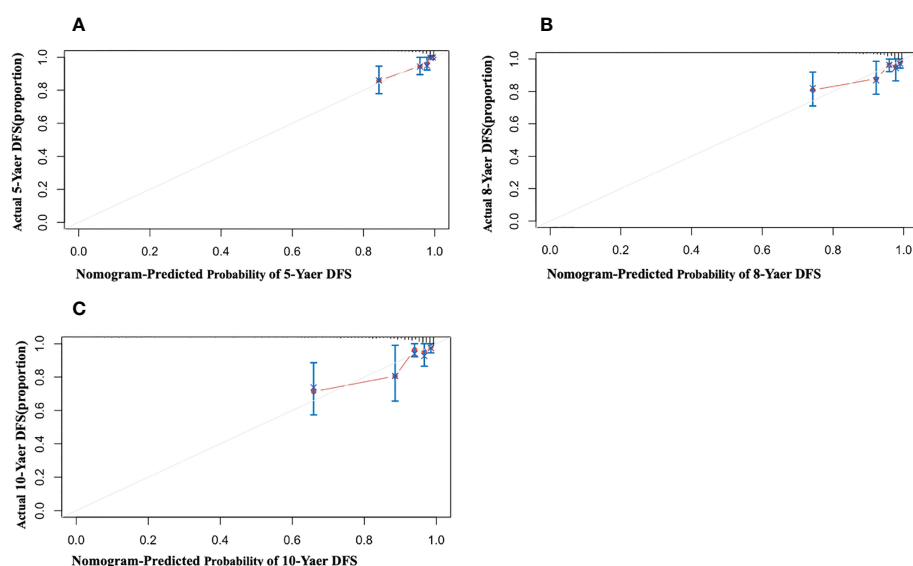 A
Actual 5-Yaer DFS(proportion)
1.0
0.8
0.6
0.4
0.2
0.0
0.0 0.2 0.4 0.6 0.8 1.0
Nomogram-Predicted Probability of 5-Yaer DFS
B
Actual 8-Yaer DFS(proportion)
1.0
0.8
0.6
0.4
0.2
0.0
0.0 0.2 0.4 0.6 0.8 1.0
Nomogram-Predicted Probability of 8-Yaer DFS
C
Actual 10-Yaer DFS(proportion)
1.0
0.8
0.6
0.4
0.2
0.0
0.0 0.2 0.4 0.6 0.8 1.0
Nomogram-Predicted Probability of 10-Yaer DFS